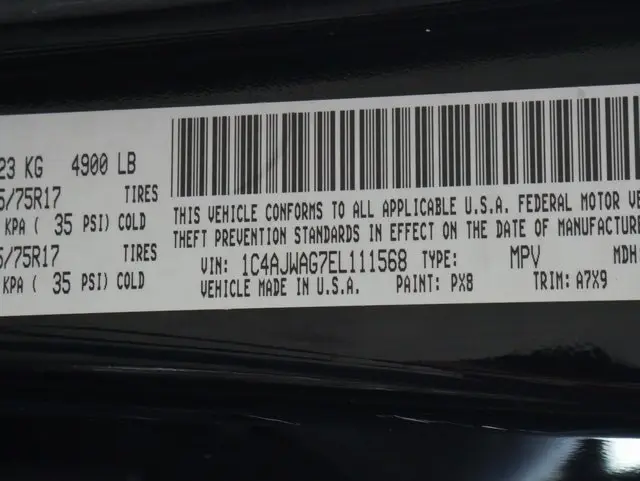 23 KG 4900 LB
5/75R17 TIRES
KPA ( 35 PSI) COLD
5/75R17 TIRES
KPA ( 35 PSI) COLD
THIS VEHICLE CONFORMS TO ALL APPLICABLE U.S.A. FEDERAL MOTOR VE
THEFT PREVENTION STANDARDS IN EFFECT ON THE DATE OF MANUFACTURE
VIN: 1C4AJWAG7EL111568 TYPE: MPV MDH
VEHICLE MADE IN U.S.A. PAINT: PX8 TRIM: A7X9